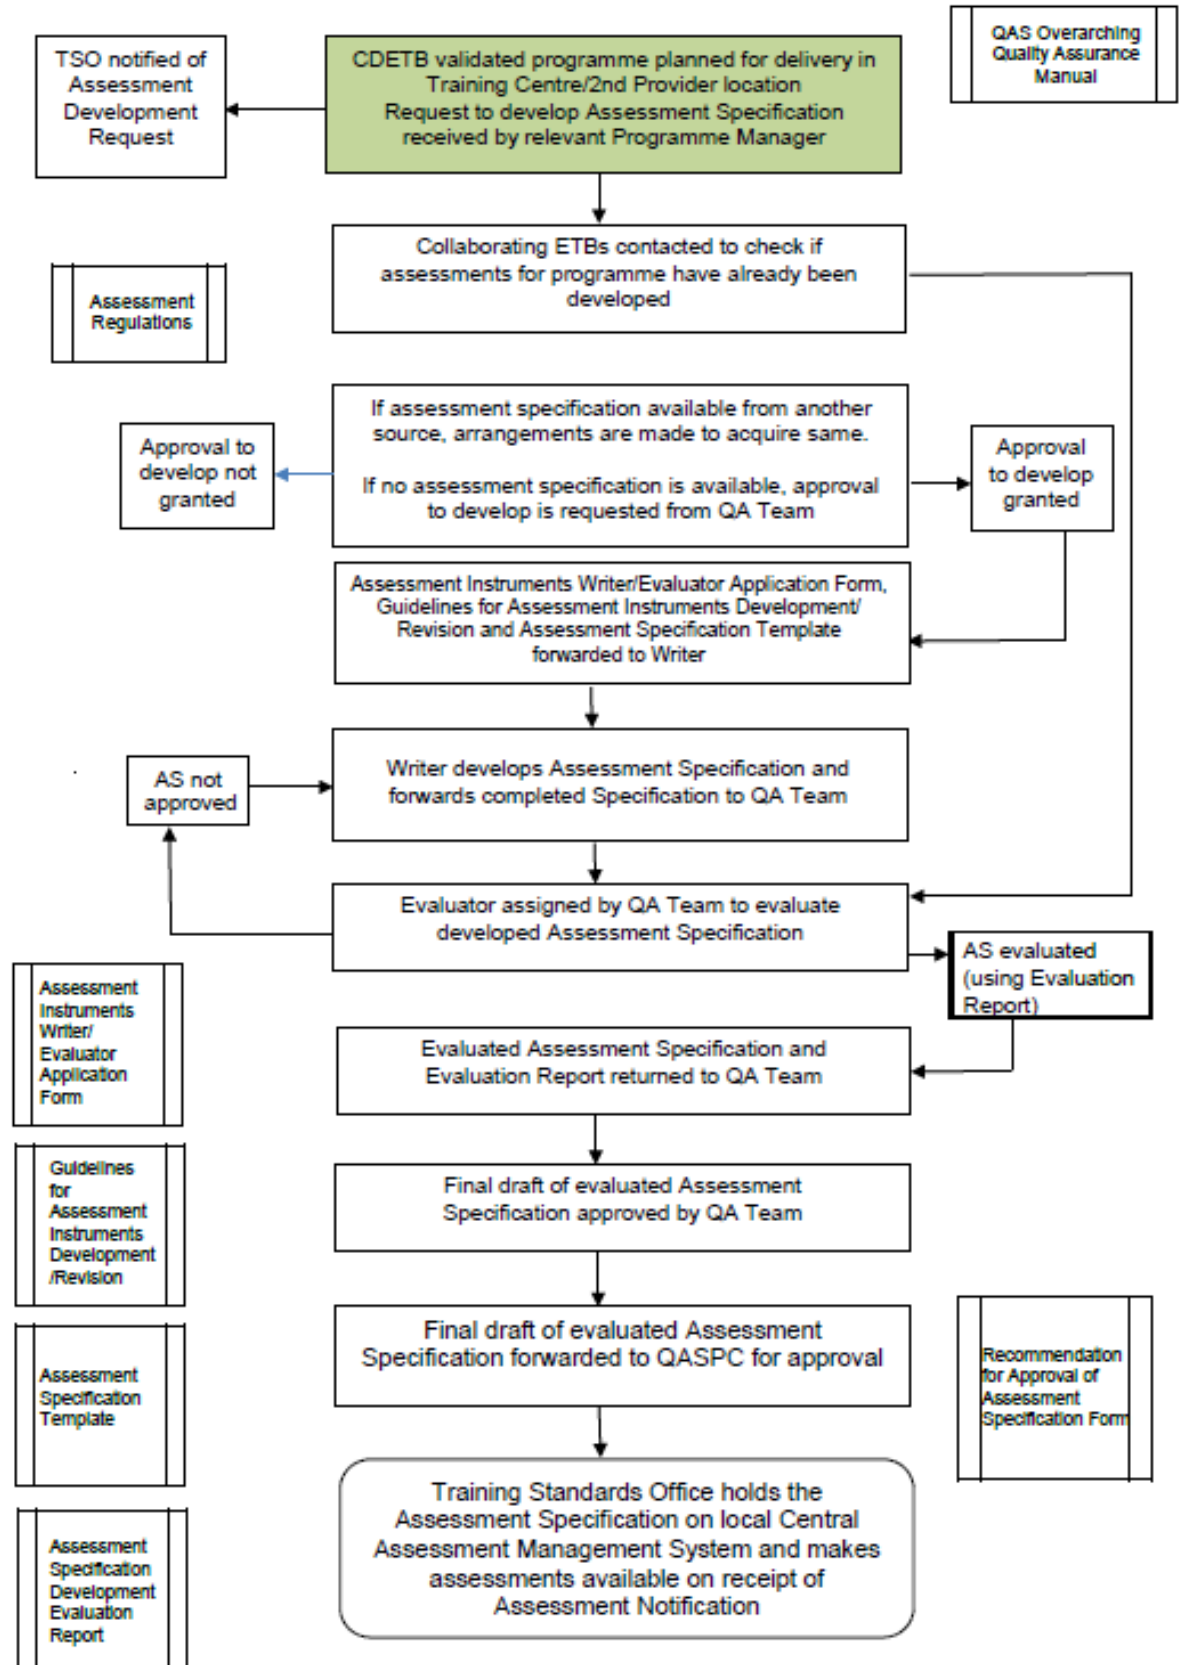 TSO notified of
Assessment
Development
Request
CDETB validated programme planned for delivery in
Training Centre/2nd Provider location
Request to develop Assessment Specification
received by relevant Programme Manager
QAS Overarching
Quality Assurance
Manual
Collaborating ETBs contacted to check if
assessments for programme have already been
developed
Assessment
Regulations
If assessment specification available from another
source, arrangements are made to acquire same.
If no assessment specification is available, approval
to develop is requested from QA Team
Approval to
develop not
granted
Approval
to develop
granted
Assessment Instruments Writer/Evaluator Application Form,
Guidelines for Assessment Instruments Development/
Revision and Assessment Specification Template
forwarded to Writer
Writer develops Assessment Specification and
forwards completed Specification to QA Team
AS not
approved
Evaluator assigned by QA Team to evaluate
developed Assessment Specification
AS evaluated
(using Evaluation
Report)
Assessment
Instruments
Writer/
Evaluator
Application
Form
Evaluated Assessment Specification and
Evaluation Report returned to QA Team
Guidelines
for
Assessment
Instruments
Development
/Revision
Final draft of evaluated Assessment
Specification approved by QA Team
Final draft of evaluated Assessment
Specification forwarded to QASPC for approval
Assessment
Specification
Template
Recommendation
for Approval of
Assessment
Specification Form
Training Standards Office holds the
Assessment Specification on local Central
Assessment Management System and makes
assessments available on receipt of
Assessment Notification
Assessment
Specification
Development
Evaluation
Report